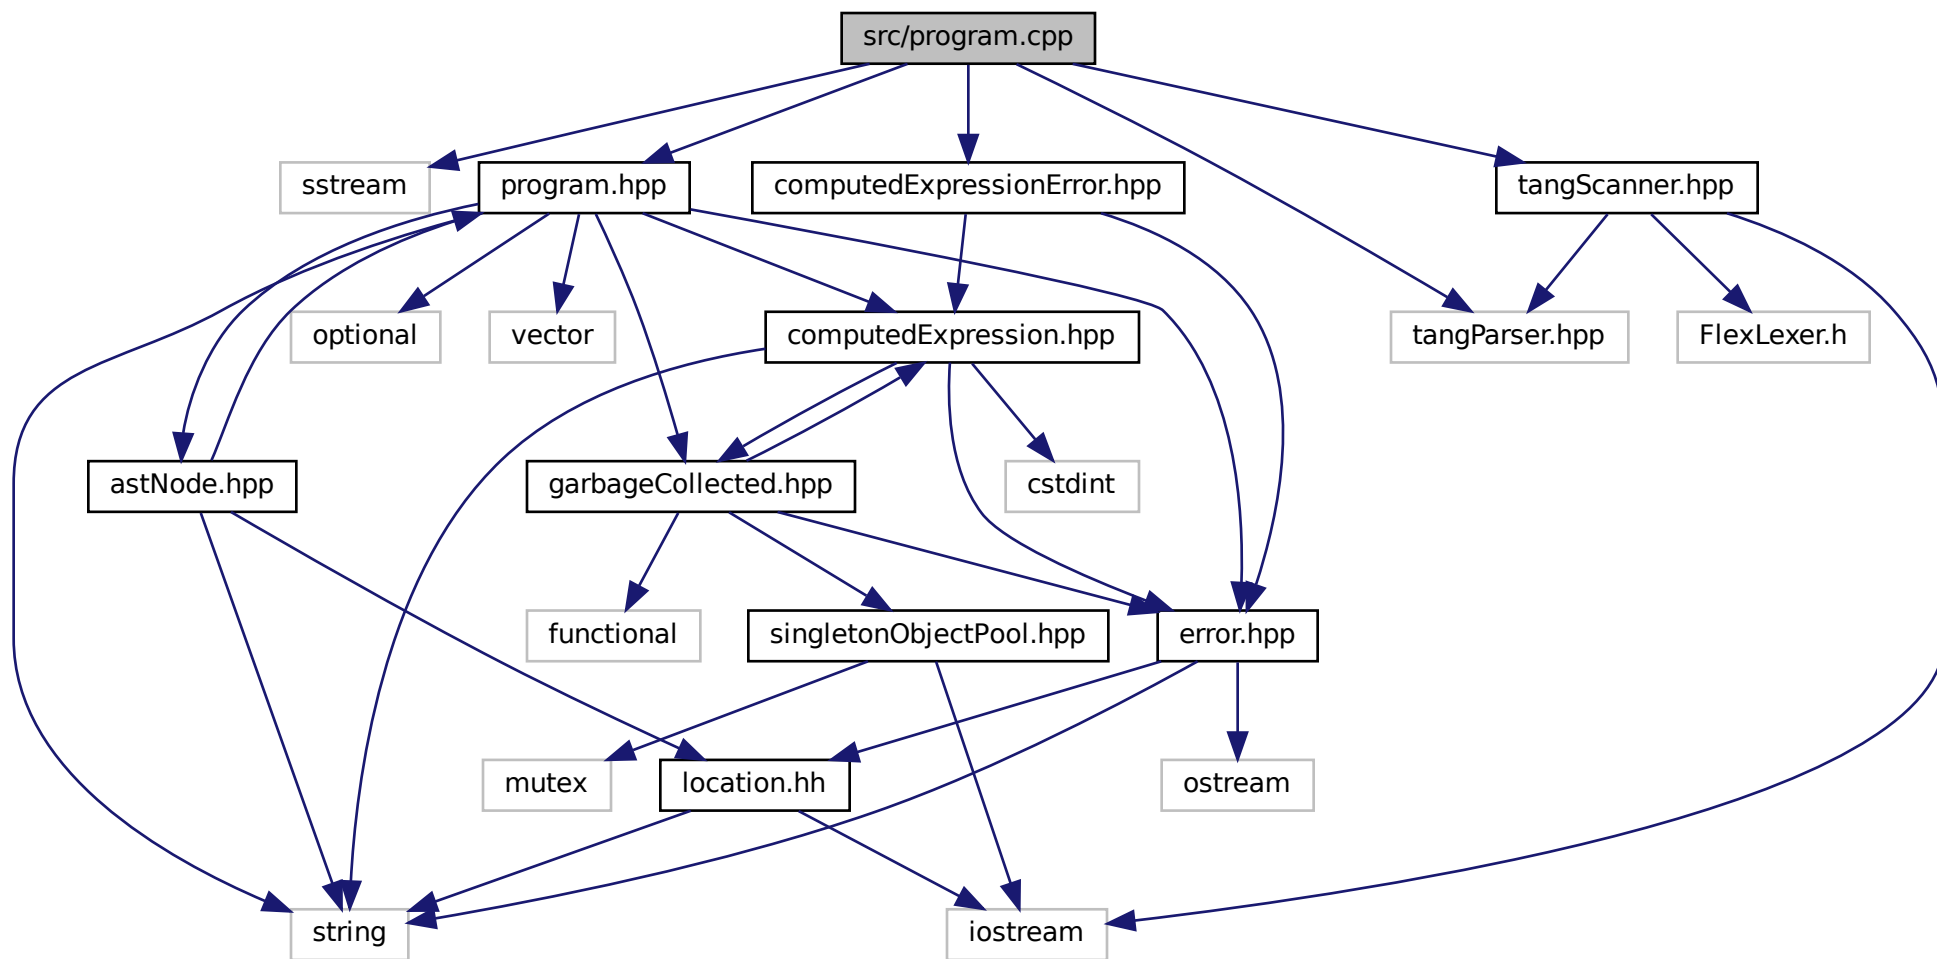 src/program.cpp
sstream
program.hpp
computedExpressionError.hpp
tangScanner.hpp
optional
vector
computedExpression.hpp
tangParser.hpp
FlexLexer.h
astNode.hpp
garbageCollected.hpp
cstdint
functional
singletonObjectPool.hpp
error.hpp
mutex
location.hh
ostream
string
iostream